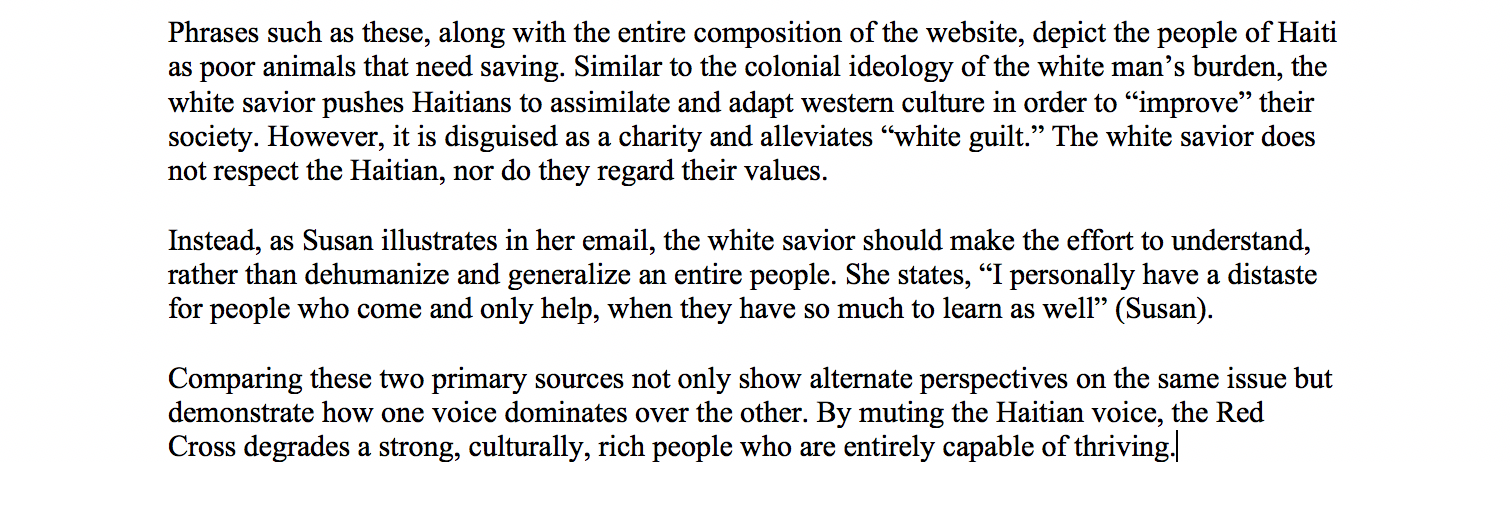 Phrases such as these, along with the entire composition of the website, depict the people of Haiti
as poor animals that need saving. Similar to the colonial ideology of the white man’s burden, the
white savior pushes Haitians to assimilate and adapt western culture in order to “improve” their
society. However, it is disguised as a charity and alleviates “white guilt.” The white savior does
not respect the Haitian, nor do they regard their values.

Instead, as Susan illustrates in her email, the white savior should make the effort to understand,
rather than dehumanize and generalize an entire people. She states, “I personally have a distaste
for people who come and only help, when they have so much to learn as well” (Susan).

Comparing these two primary sources not only show alternate perspectives on the same issue but
demonstrate how one voice dominates over the other. By muting the Haitian voice, the Red
Cross degrades a strong, culturally, rich people who are entirely capable of thriving.